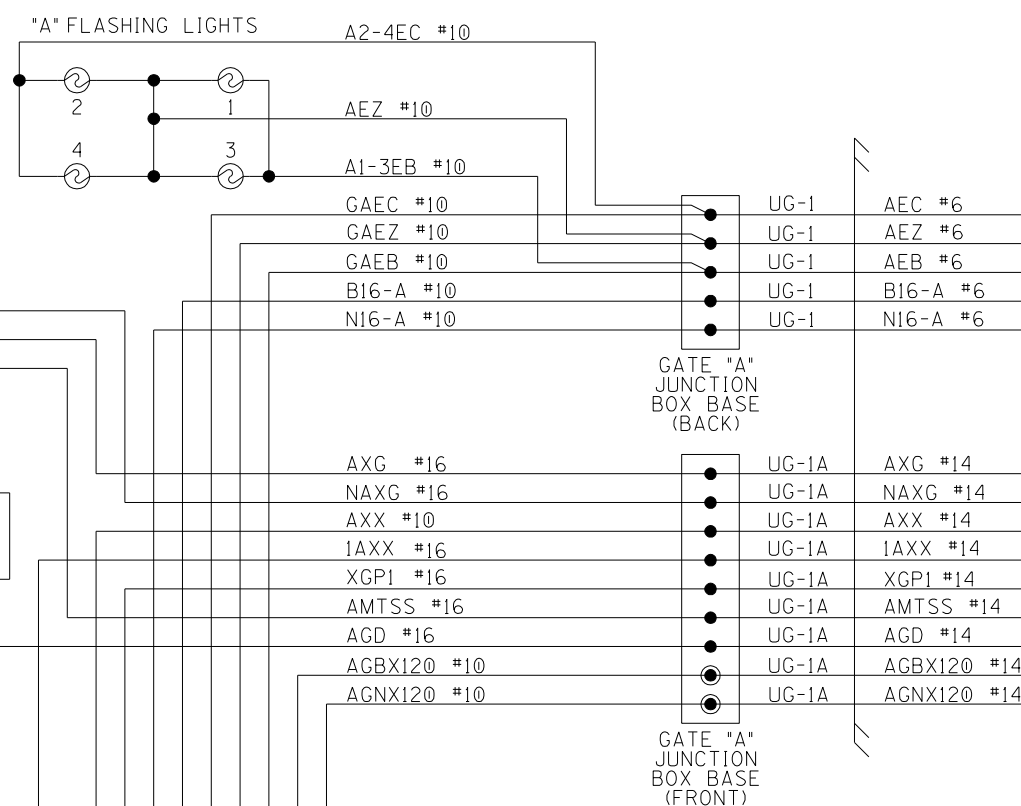 "A" FLASHING LIGHTS
A2-4EC #10
2
1
AEZ #10
4
3
A1-3EB #10
GAEC #10 UG-1 AEC #6
GAEZ #10 UG-1 AEZ #6
GAEB #10 UG-1 AEB #6
B16-A #10 UG-1 B16-A #6
N16-A #10 UG-1 N16-A #6
GATE "A"
JUNCTION
BOX BASE
(BACK)
AXG #16 UG-1A AXG #14
NAXG #16 UG-1A NAXG #14
AXX #10 UG-1A AXX #14
1AXX #16 UG-1A 1AXX #14
XGP1 #16 UG-1A XGP1 #14
AMTSS #16 UG-1A AMTSS #14
AGD #16 UG-1A AGD #14
AGBX120 #10 UG-1A AGBX120 #14
AGNX120 #10 UG-1A AGNX120 #14
GATE "A"
JUNCTION
BOX BASE
(FRONT)